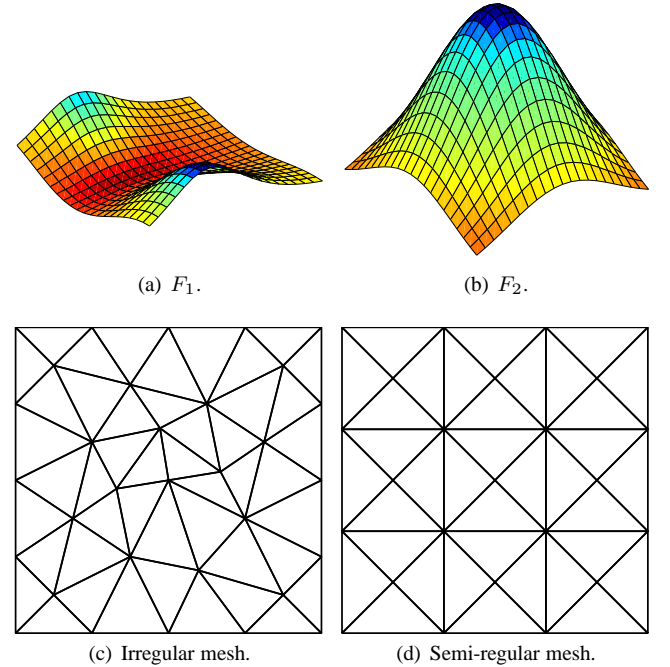 (a) F₁.
(b) F₂.
(c) Irregular mesh.
(d) Semi-regular mesh.